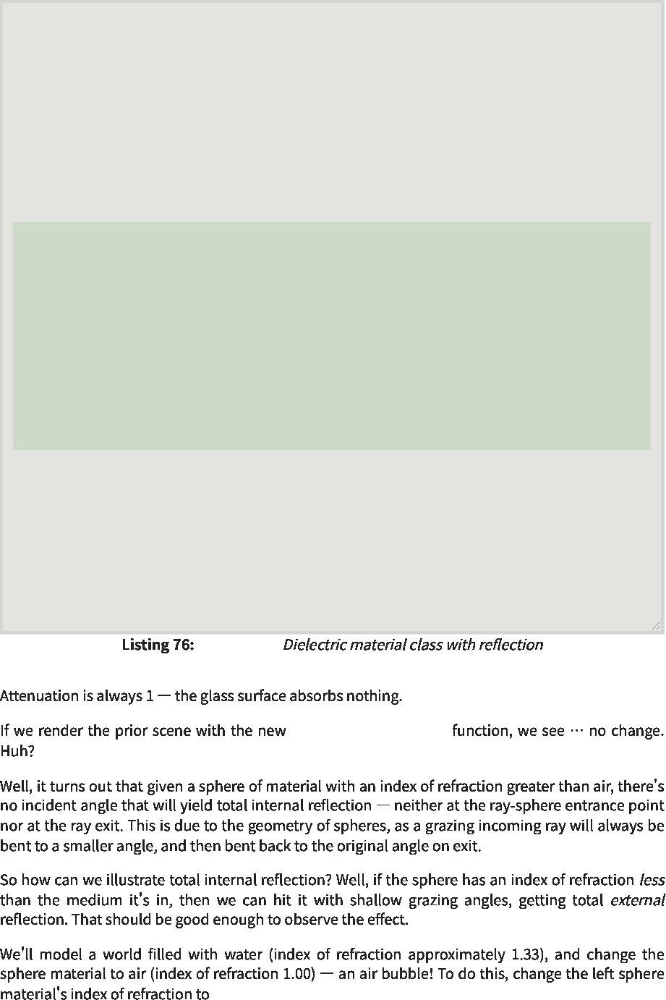 Listing 76: Dielectric material class with reflection
Attenuation is always 1 — the glass surface absorbs nothing.
If we render the prior scene with the new function, we see ⋯ no change.
Huh?
Well, it turns out that given a sphere of material with an index of refraction greater than air, there's
no incident angle that will yield total internal reflection — neither at the ray-sphere entrance point
nor at the ray exit. This is due to the geometry of spheres, as a grazing incoming ray will always be
bent to a smaller angle, and then bent back to the original angle on exit.
So how can we illustrate total internal reflection? Well, if the sphere has an index of refraction less
than the medium it's in, then we can hit it with shallow grazing angles, getting total external
reflection. That should be good enough to observe the effect.
We'll model a world filled with water (index of refraction approximately 1.33), and change the
sphere material to air (index of refraction 1.00) — an air bubble! To do this, change the left sphere
material's index of refraction to